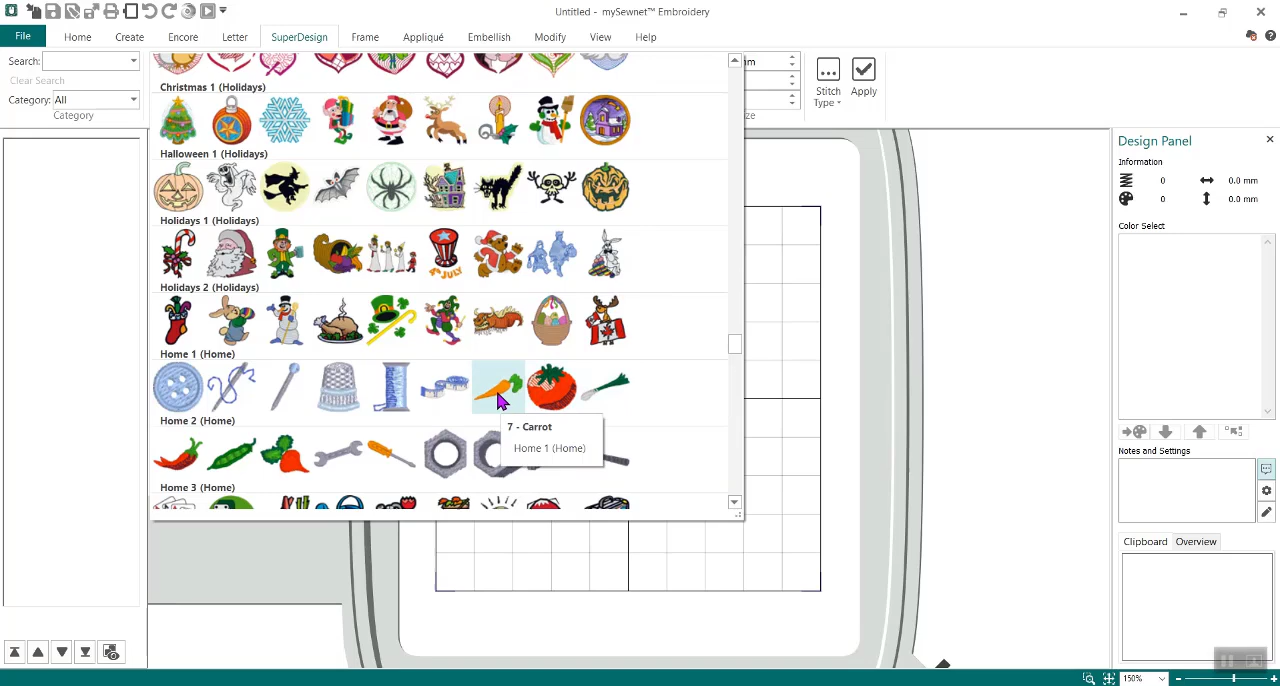 Untitled - mySewnet™ Embroidery
File Home Create Encore Letter SuperDesign Frame Appliqué Embellish Modify View Help
Search:
Clear Search
Category: All
Category
Christmas 1 (Holidays)
Halloween 1 (Holidays)
Holidays 1 (Holidays)
4th JULY
Holidays 2 (Holidays)
Home 1 (Home)
7 - Carrot
Home 1 (Home)
Home 2 (Home)
Home 3 (Home)
Stitch
Type
Apply
Design Panel
Information
0 0.0 mm
0 0.0 mm
Color Select
Notes and Settings
Clipboard Overview
150%